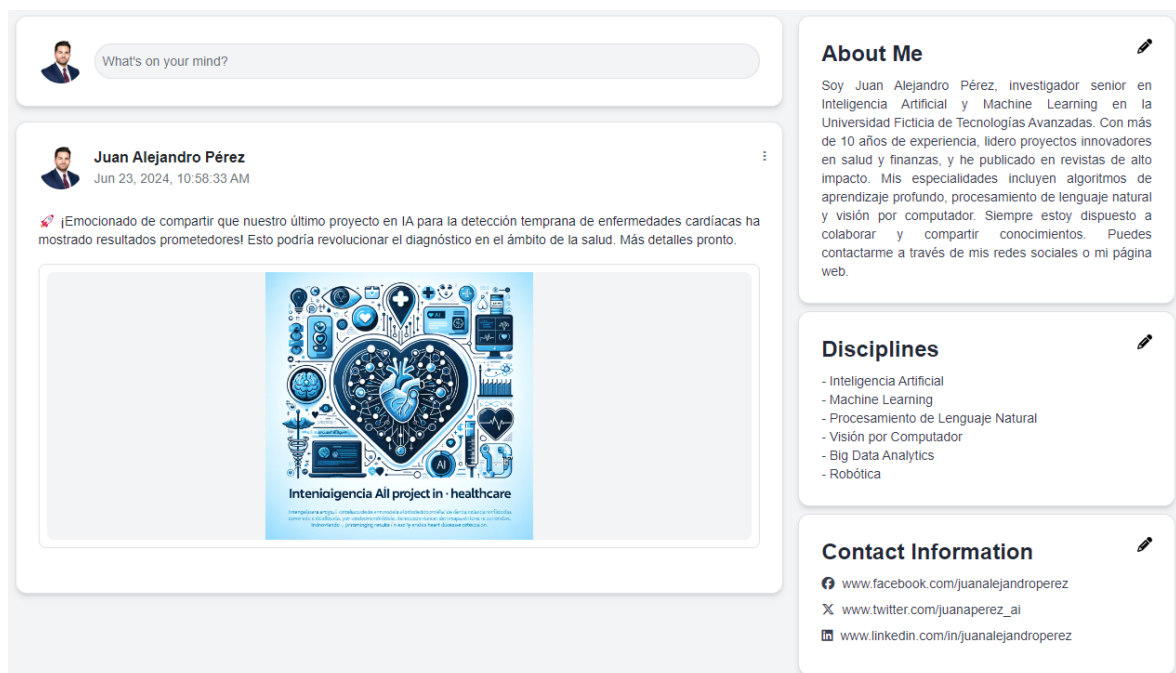 What's on your mind?
Juan Alejandro Pérez
Jun 23, 2024, 10:58:33 AM
🚀 ¡Emocionado de compartir que nuestro último proyecto en IA para la detección temprana de enfermedades cardíacas ha
mostrado resultados prometedores! Esto podría revolucionar el diagnóstico en el ámbito de la salud. Más detalles pronto.
AI
AI
Inteniaigencia All project in · healthcare
About Me
Soy Juan Alejandro Pérez, investigador senior en
Inteligencia Artificial y Machine Learning en la
Universidad Ficticia de Tecnologías Avanzadas. Con más
de 10 años de experiencia, lidero proyectos innovadores
en salud y finanzas, y he publicado en revistas de alto
impacto. Mis especialidades incluyen algoritmos de
aprendizaje profundo, procesamiento de lenguaje natural
y visión por computador. Siempre estoy dispuesto a
colaborar y compartir conocimientos. Puedes
contactarme a través de mis redes sociales o mi página
web.
Disciplines
- Inteligencia Artificial
- Machine Learning
- Procesamiento de Lenguaje Natural
- Visión por Computador
- Big Data Analytics
- Robótica
Contact Information
www.facebook.com/juanalejandroperez
www.twitter.com/juanaperez_ai
www.linkedin.com/in/juanalejandroperez